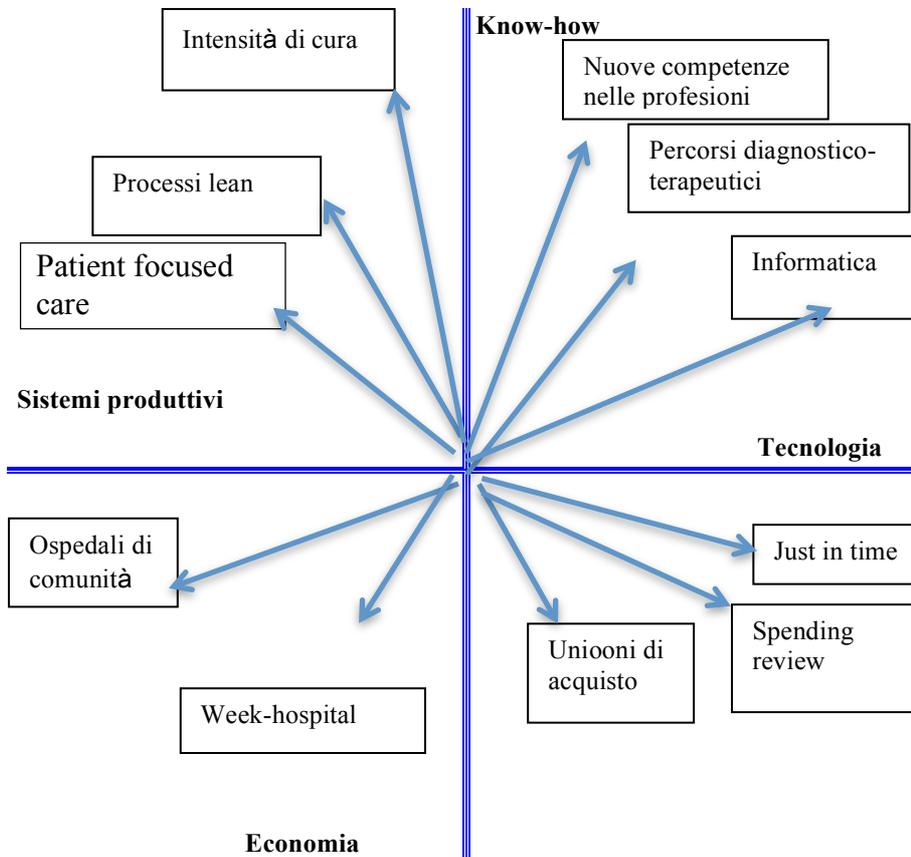 Know-how
Intensità di cura
Nuove competenze
nelle profesioni
Percorsi diagnostico-
terapeutici
Processi lean
Informatica
Patient focused
care
Sistemi produttivi
Tecnologia
Ospedali di
comunità
Just in time
Spending
review
Uniooni di
acquisto
Week-hospital
Economia